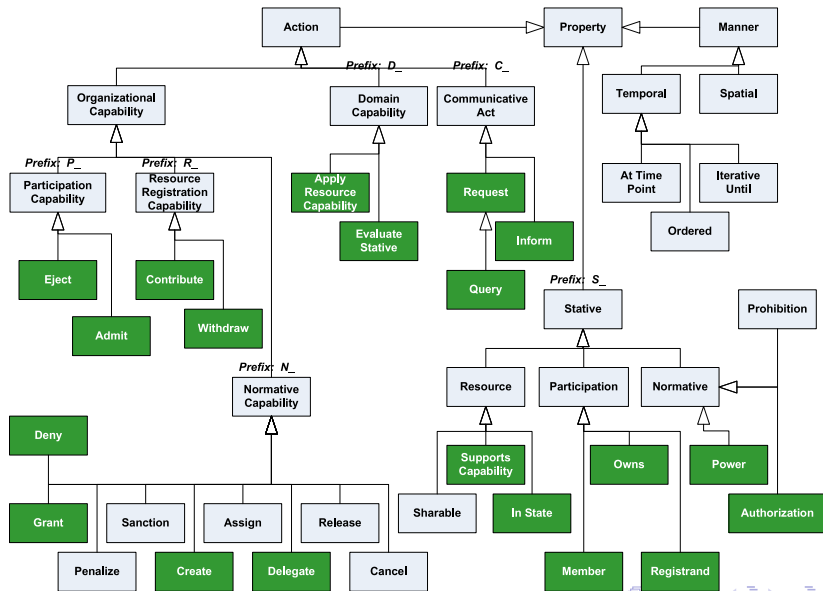 Action
Property
Manner
Prefix: D_
Prefix: C_
Organizational
Capability
Domain
Capability
Communicative
Act
Temporal
Spatial
Prefix: P_
Prefix: R_
Participation
Capability
Resource
Registration
Capability
Apply
Resource
Capability
Request
At Time
Point
Iterative
Until
Evaluate
Stative
Inform
Ordered
Eject
Contribute
Query
Prefix: S_
Admit
Withdraw
Stative
Prohibition
Prefix: N_
Normative
Capability
Resource
Participation
Normative
Deny
Supports
Capability
Owns
Power
Grant
Sanction
Assign
Release
Sharable
In State
Authorization
Penalize
Create
Delegate
Cancel
Member
Registrand